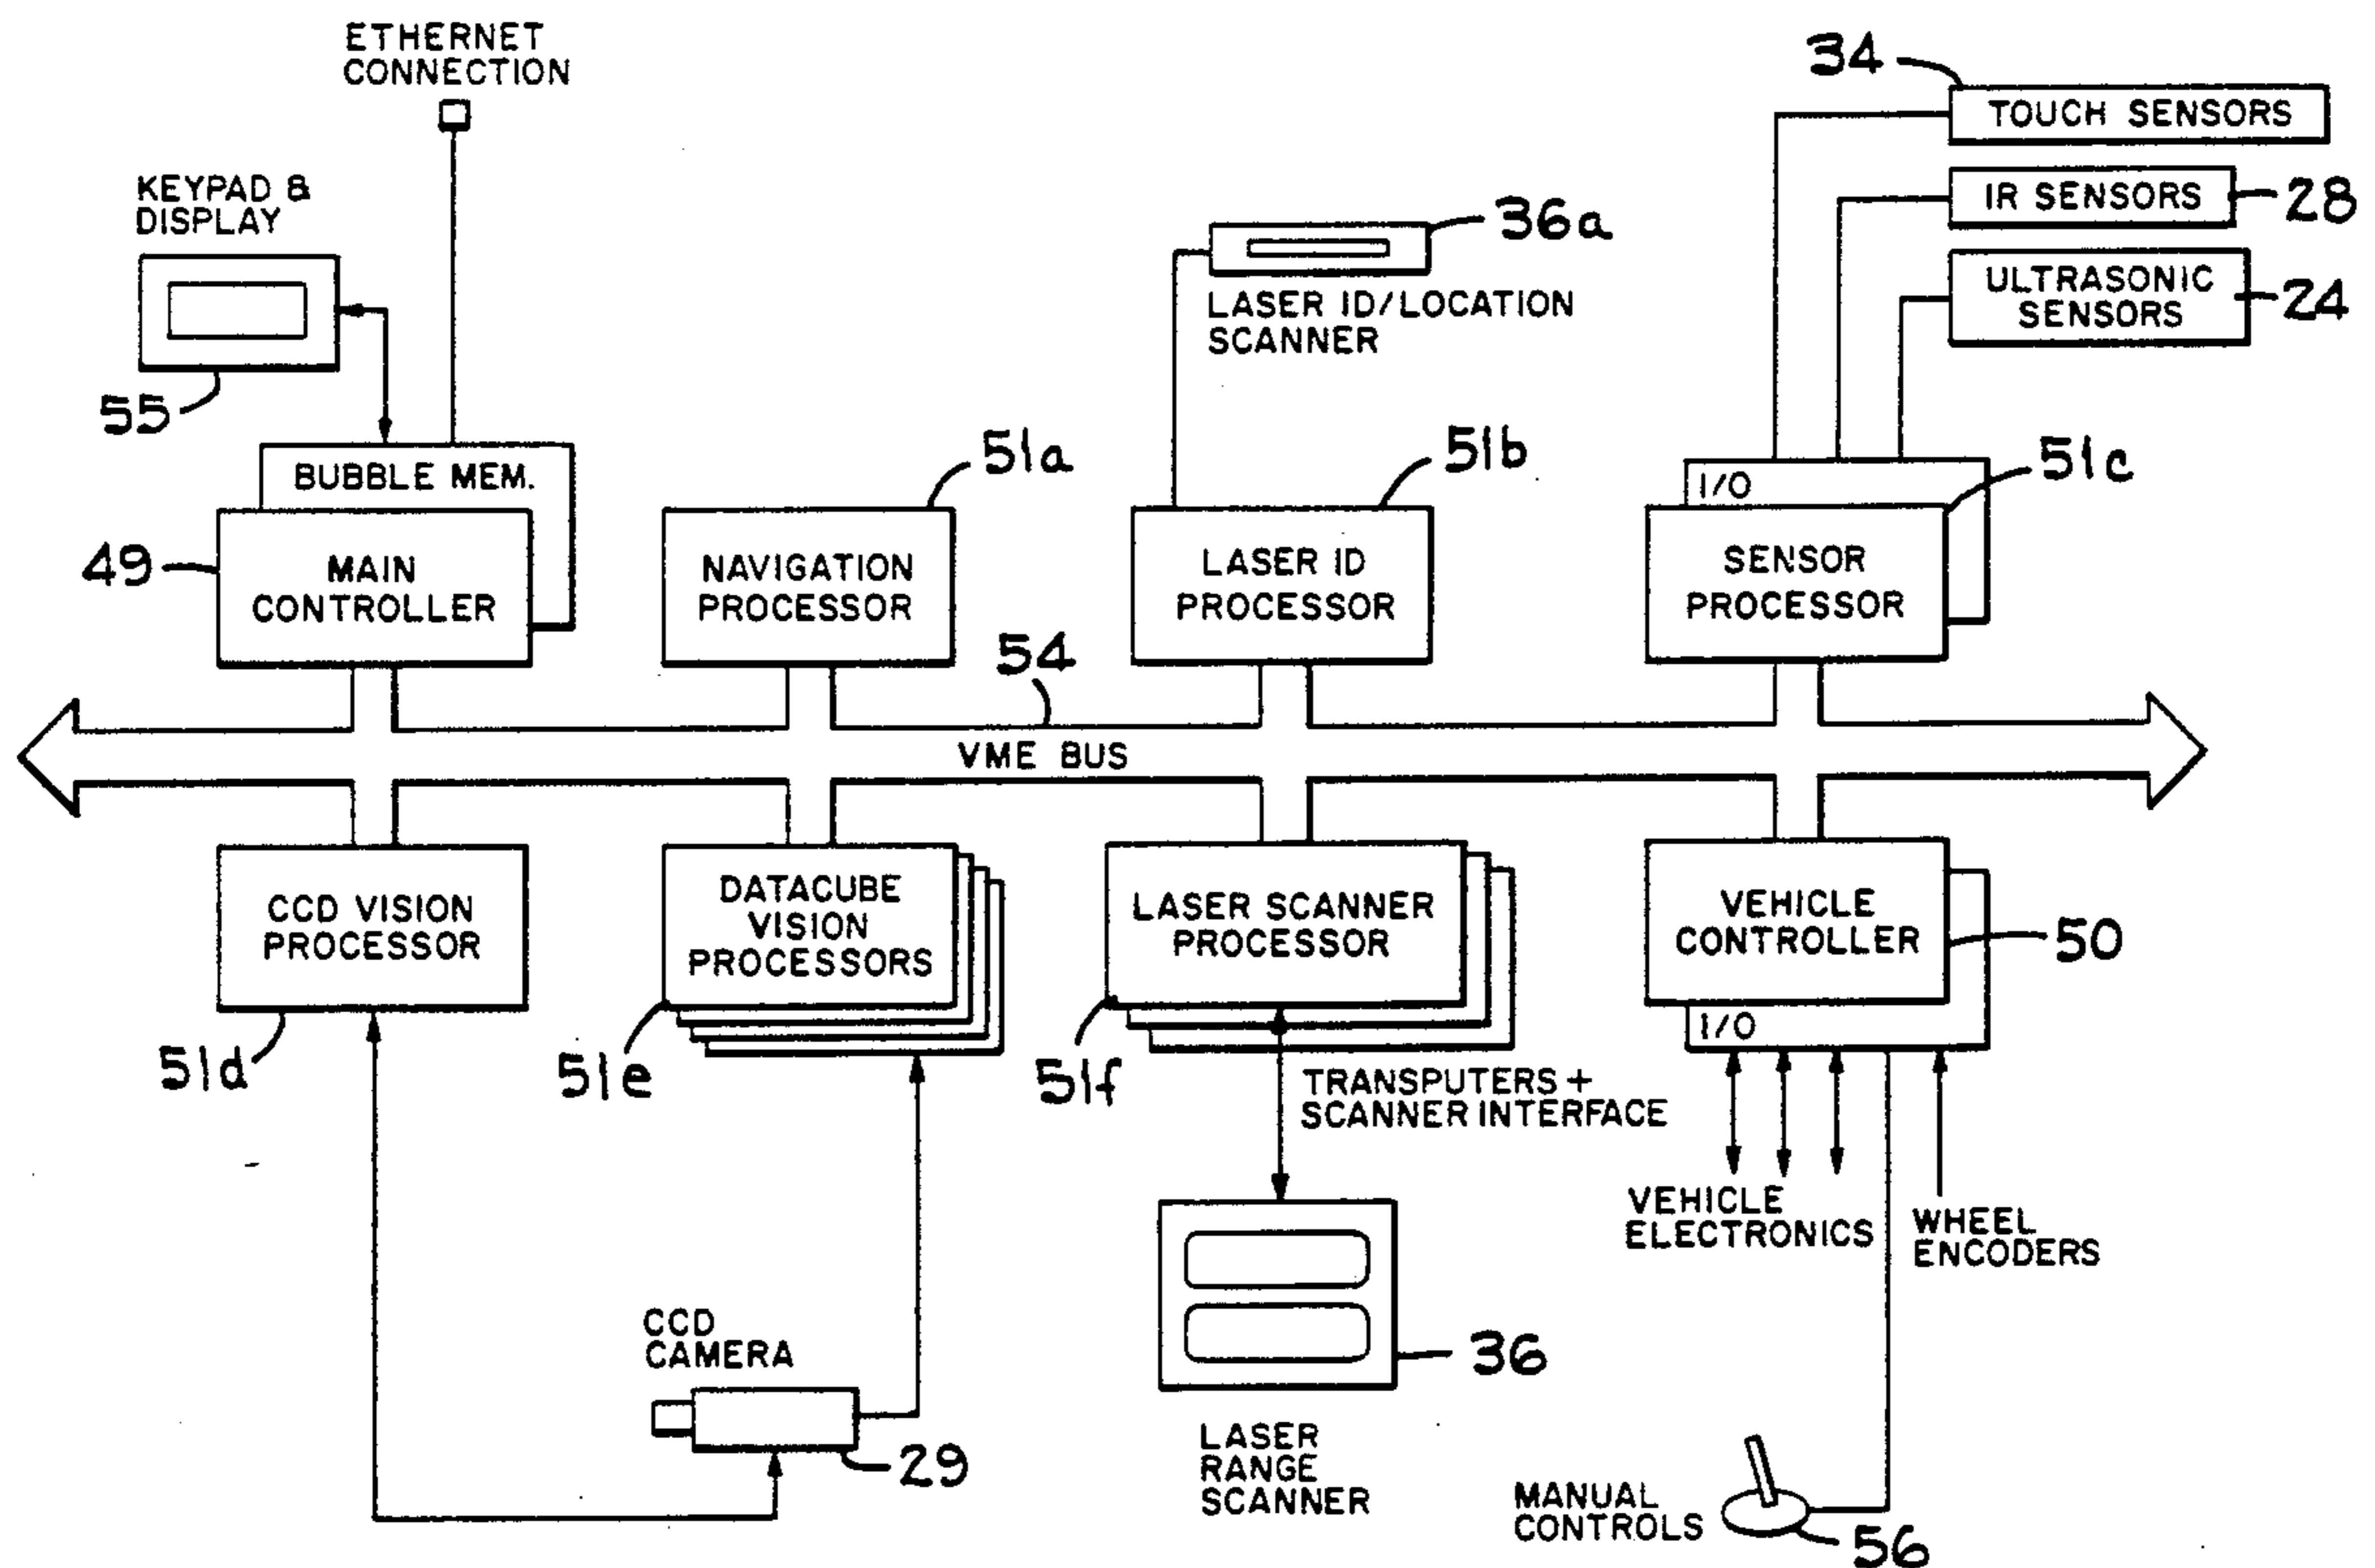 ETHERNET
CONNECTION
34
TOUCH SENSORS
KEYPAD &
DISPLAY
IR SENSORS
28
36a
ULTRASONIC
SENSORS
24
LASER ID/LOCATION
SCANNER
55
BUBBLE MEM.
51a
51b
51c
I/O
49
MAIN
CONTROLLER
NAVIGATION
PROCESSOR
LASER ID
PROCESSOR
SENSOR
PROCESSOR
54
VME BUS
CCD VISION
PROCESSOR
DATACUBE
VISION
PROCESSORS
LASER SCANNER
PROCESSOR
VEHICLE
CONTROLLER
50
I/O
51d
51e
51f
TRANSPUTERS +
SCANNER INTERFACE
VEHICLE
ELECTRONICS
WHEEL
ENCODERS
CCD
CAMERA
36
29
LASER
RANGE
SCANNER
MANUAL
CONTROLS
56